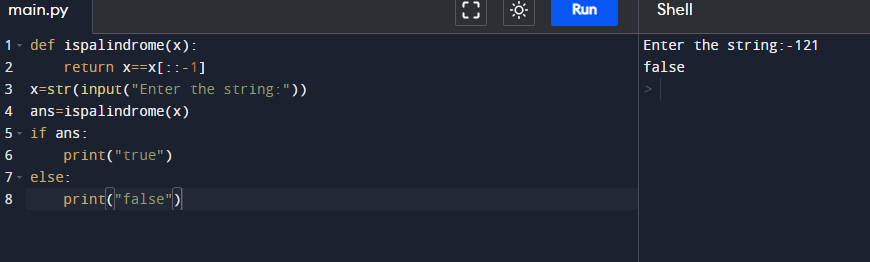 main.py Run Shell
1 def ispalindrome(x):
2     return x==x[::-1]
3 x=str(input("Enter the string:"))
4 ans=ispalindrome(x)
5 if ans:
6     print("true")
7 else:
8     print("false")
Enter the string:-121
false
>